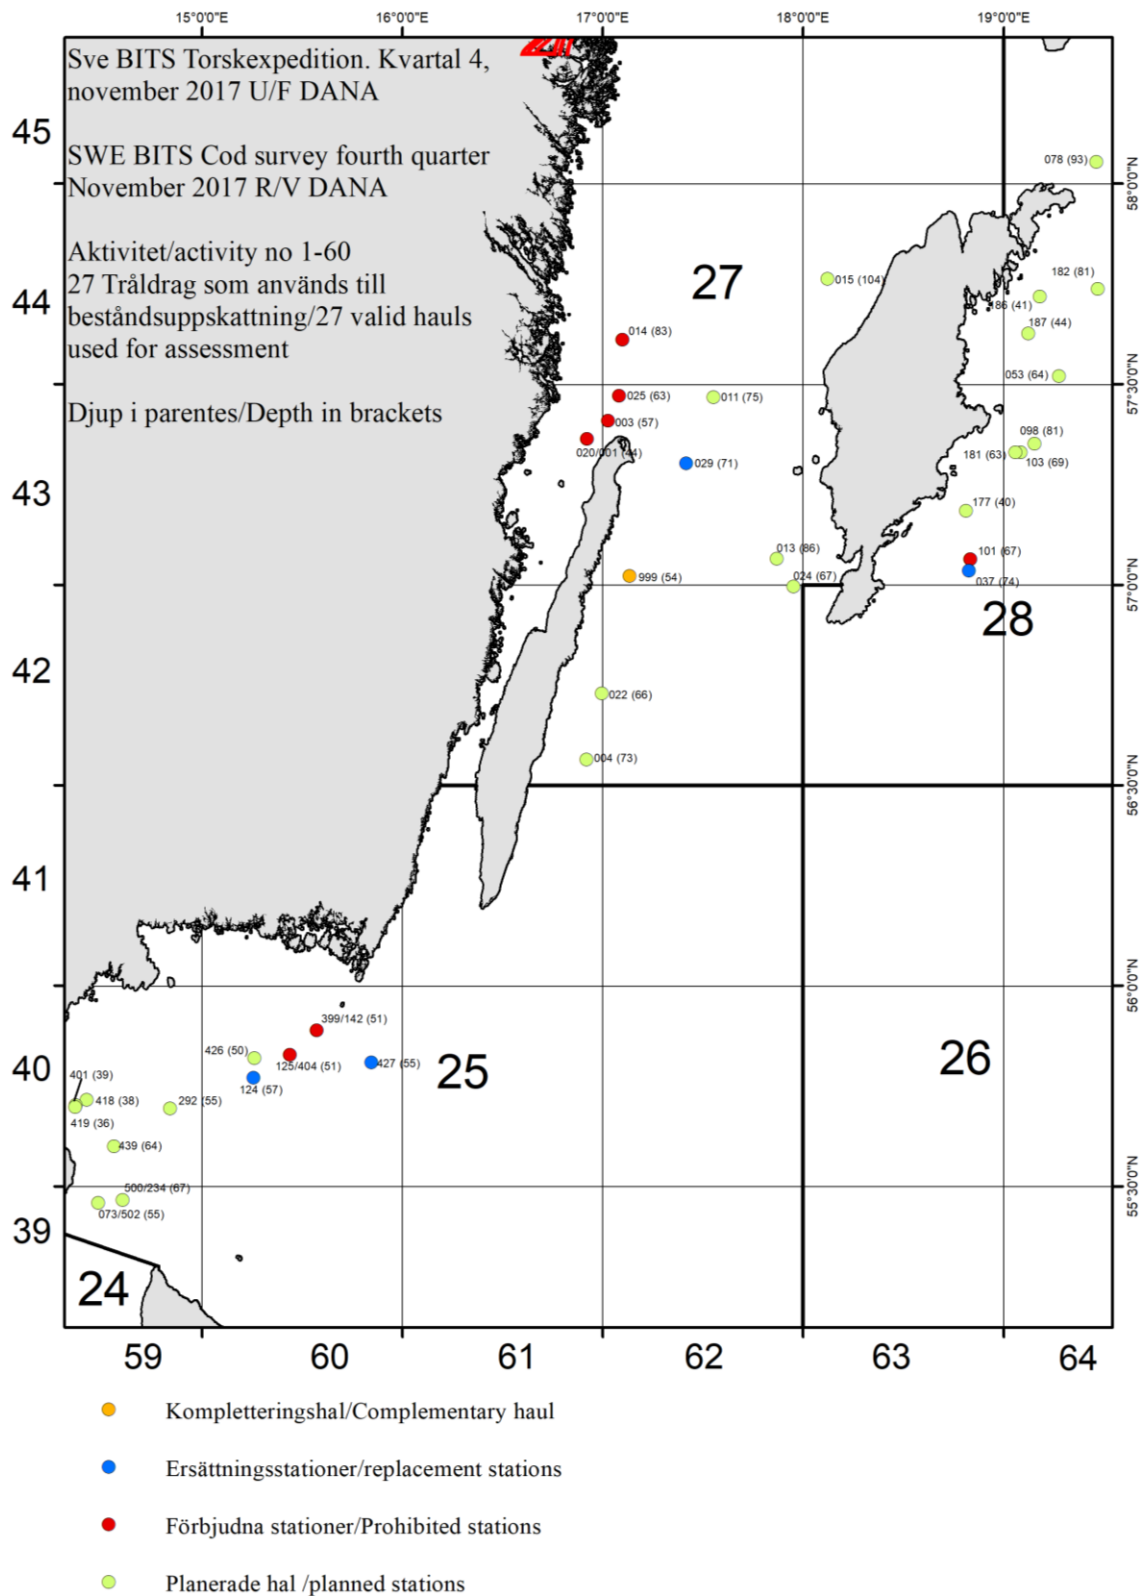 15°0'0"E 16°0'0"E 17°0'0"E 18°0'0"E 19°0'0"E
Sve BITS Torskexpedition. Kvartal 4,
november 2017 U/F DANA
SWE BITS Cod survey fourth quarter
November 2017 R/V DANA
Aktivitet/activity no 1-60
27 Tråldrag som används till
beståndsuppskattning/27 valid hauls
used for assessment
Djup i parentes/Depth in brackets
45
44
43
42
41
40
39
58°0'0"N
57°30'0"N
57°0'0"N
56°30'0"N
56°0'0"N
55°30'0"N
078 (93)
27
015 (104)
182 (81)
186 (41)
187 (44)
014 (83)
053 (64)
025 (63)
011 (75)
003 (57)
020/001 (44)
098 (81)
181 (63)
103 (69)
029 (71)
177 (40)
013 (86)
101 (67)
999 (54)
024 (67)
037 (74)
28
022 (66)
004 (73)
399/142 (51)
426 (50)
125/404 (51)
427 (55)
25
26
401 (39)
124 (57)
418 (38)
292 (55)
419 (36)
439 (64)
500/234 (67)
073/502 (55)
24
59 60 61 62 63 64
Kompletteringshal/Complementary haul
Ersättningsstationer/replacement stations
Förbjudna stationer/Prohibited stations
Planerade hal /planned stations